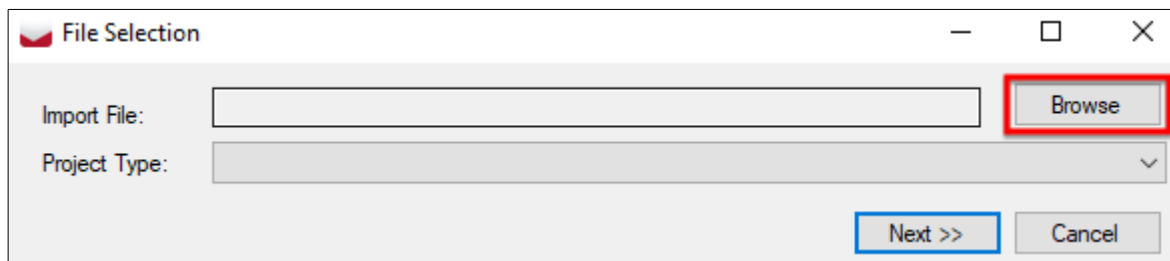 File Selection
Import File:
Browse
Project Type:
Next >>
Cancel